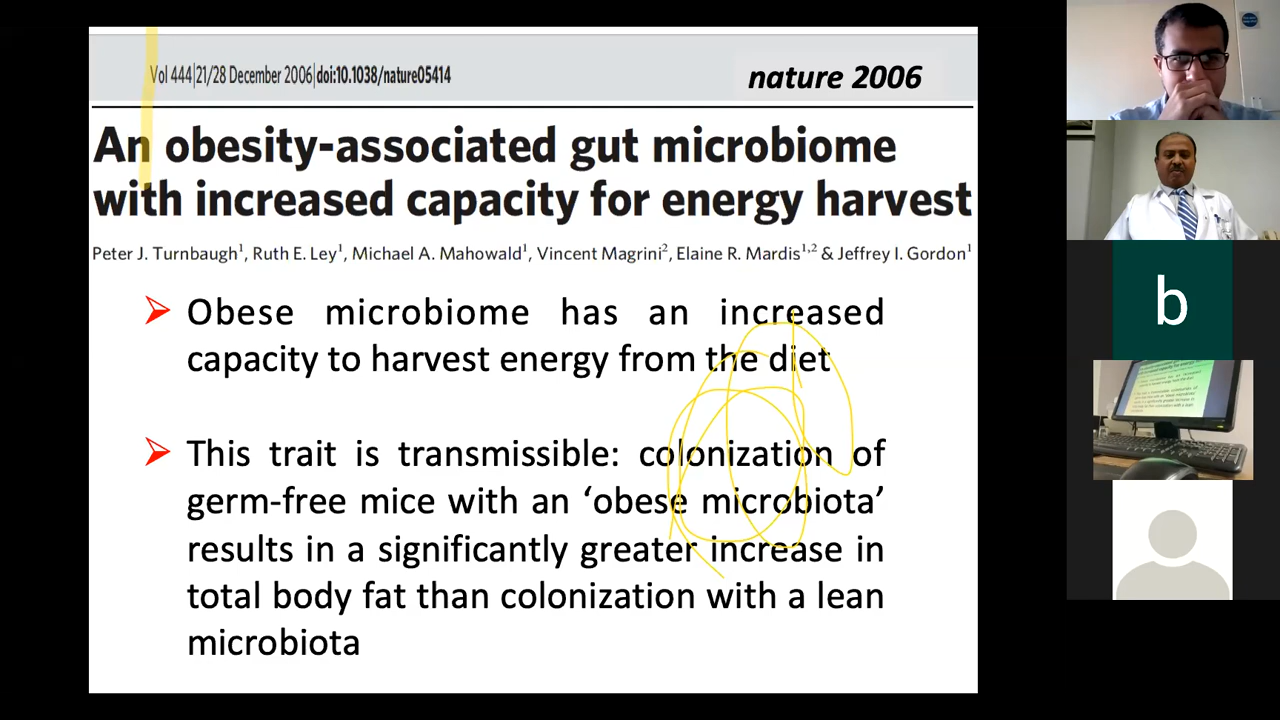 Vol 444|21/28 December 2006|doi:10.1038/nature05414
nature 2006
An obesity-associated gut microbiome
with increased capacity for energy harvest
Peter J. Turnbaugh¹, Ruth E. Ley¹, Michael A. Mahowald¹, Vincent Magrini², Elaine R. Mardis¹,² & Jeffrey I. Gordon¹
➢ Obese microbiome has an increased
capacity to harvest energy from the diet
➢ This trait is transmissible: colonization of
germ-free mice with an ‘obese microbiota’
results in a significantly greater increase in
total body fat than colonization with a lean
microbiota
b